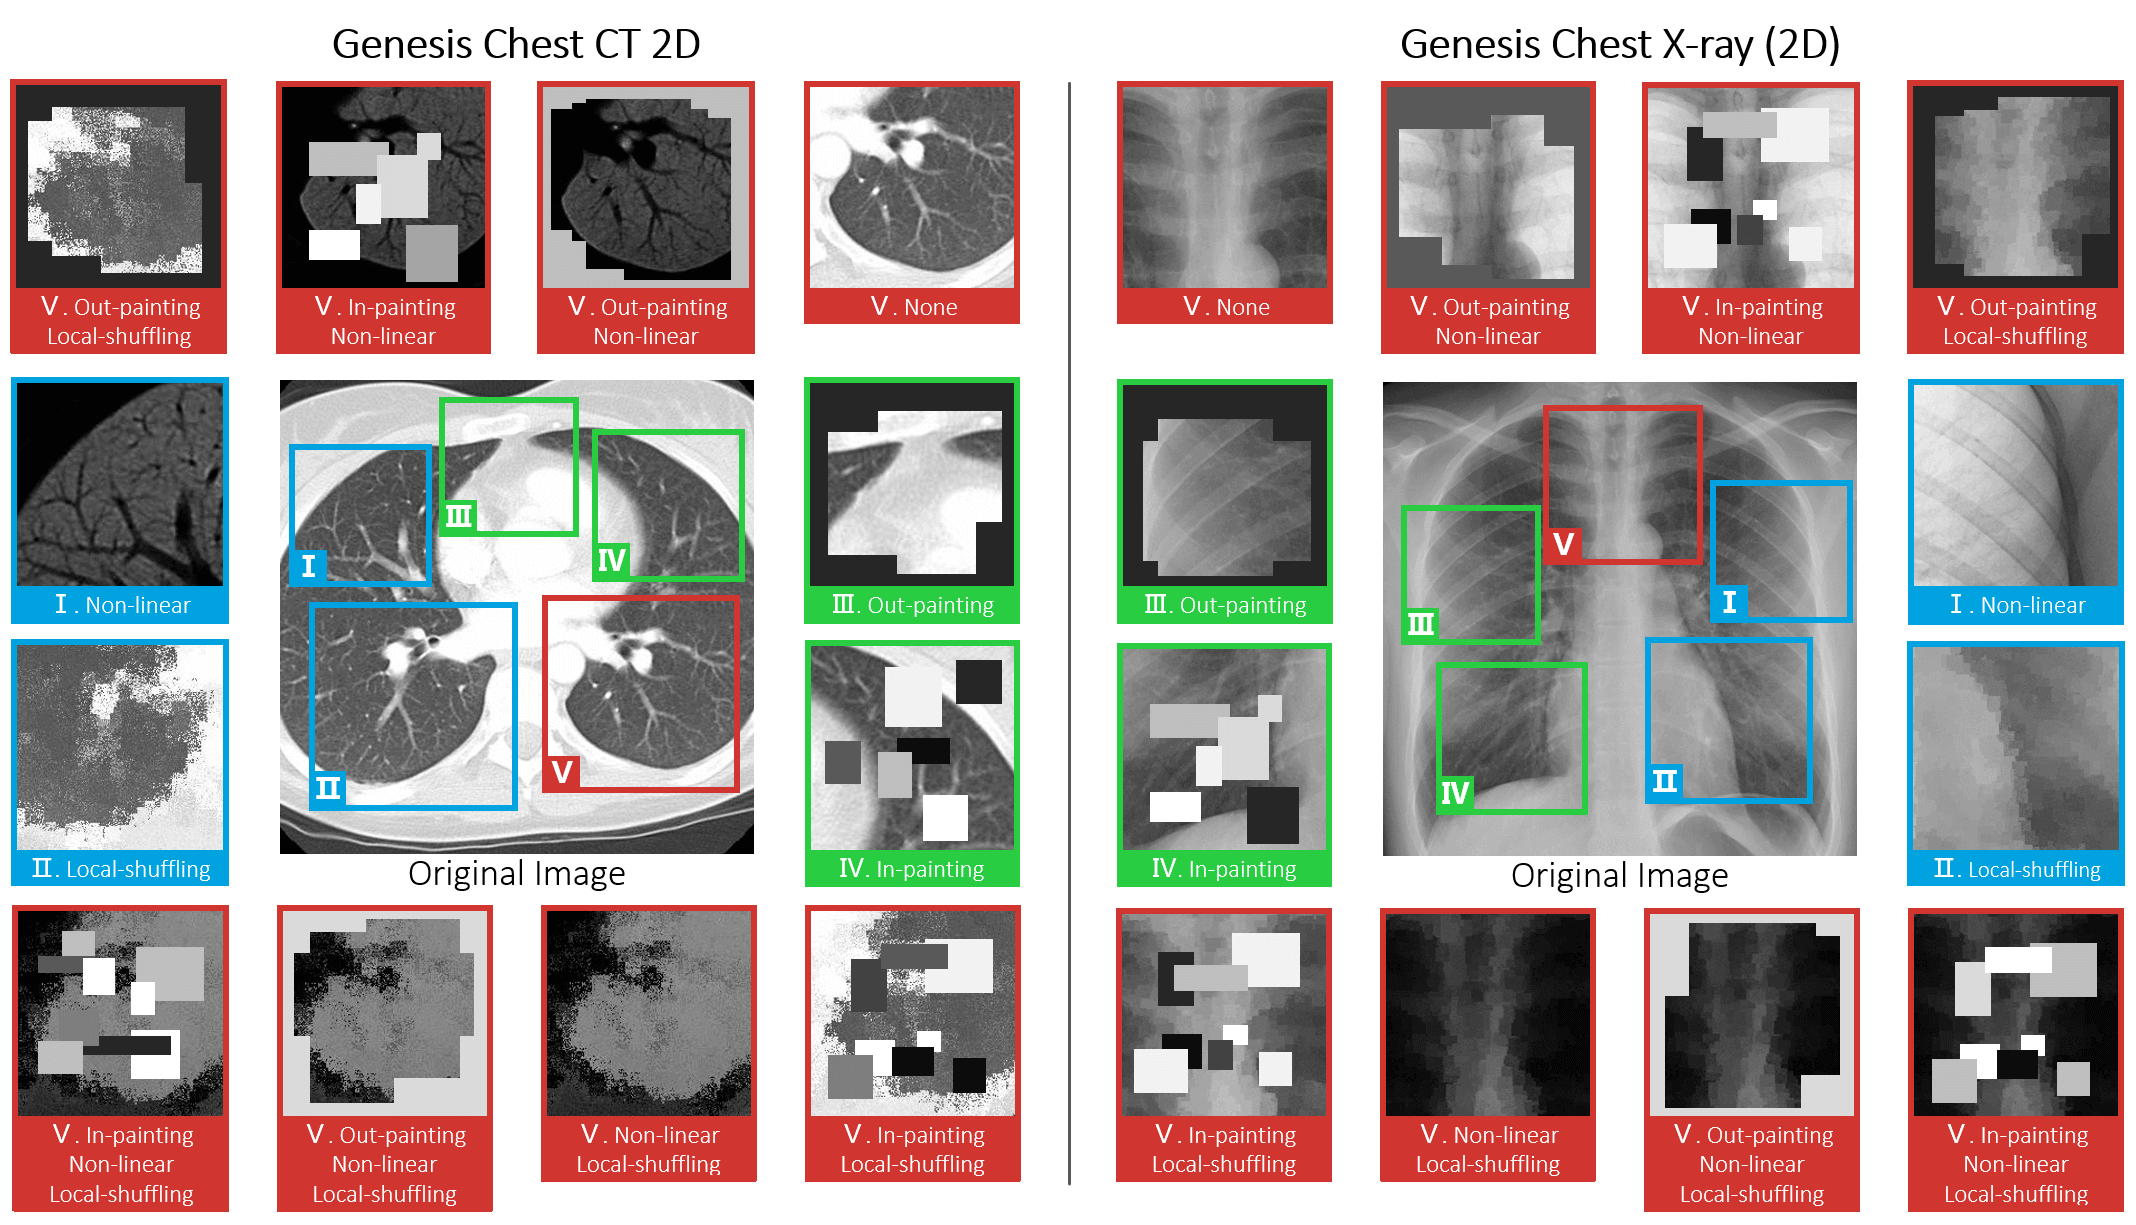 Genesis Chest CT 2D
Ⅴ. Out-painting
Local-shuffling
Ⅴ. In-painting
Non-linear
Ⅴ. Out-painting
Non-linear
Ⅴ. None
Ⅰ. Non-linear
Ⅱ. Local-shuffling
Ⅰ
Ⅱ
Ⅲ
Ⅳ
Ⅴ
Original Image
Ⅲ. Out-painting
Ⅳ. In-painting
Ⅴ. In-painting
Non-linear
Local-shuffling
Ⅴ. Out-painting
Non-linear
Local-shuffling
Ⅴ. Non-linear
Local-shuffling
Ⅴ. In-painting
Local-shuffling
Genesis Chest X-ray (2D)
Ⅴ. None
Ⅴ. Out-painting
Non-linear
Ⅴ. In-painting
Non-linear
Ⅴ. Out-painting
Local-shuffling
Ⅲ. Out-painting
Ⅳ. In-painting
Ⅴ
Ⅲ
Ⅰ
Ⅳ
Ⅱ
Original Image
Ⅰ. Non-linear
Ⅱ. Local-shuffling
Ⅴ. In-painting
Local-shuffling
Ⅴ. Non-linear
Local-shuffling
Ⅴ. Out-painting
Non-linear
Local-shuffling
Ⅴ. In-painting
Non-linear
Local-shuffling